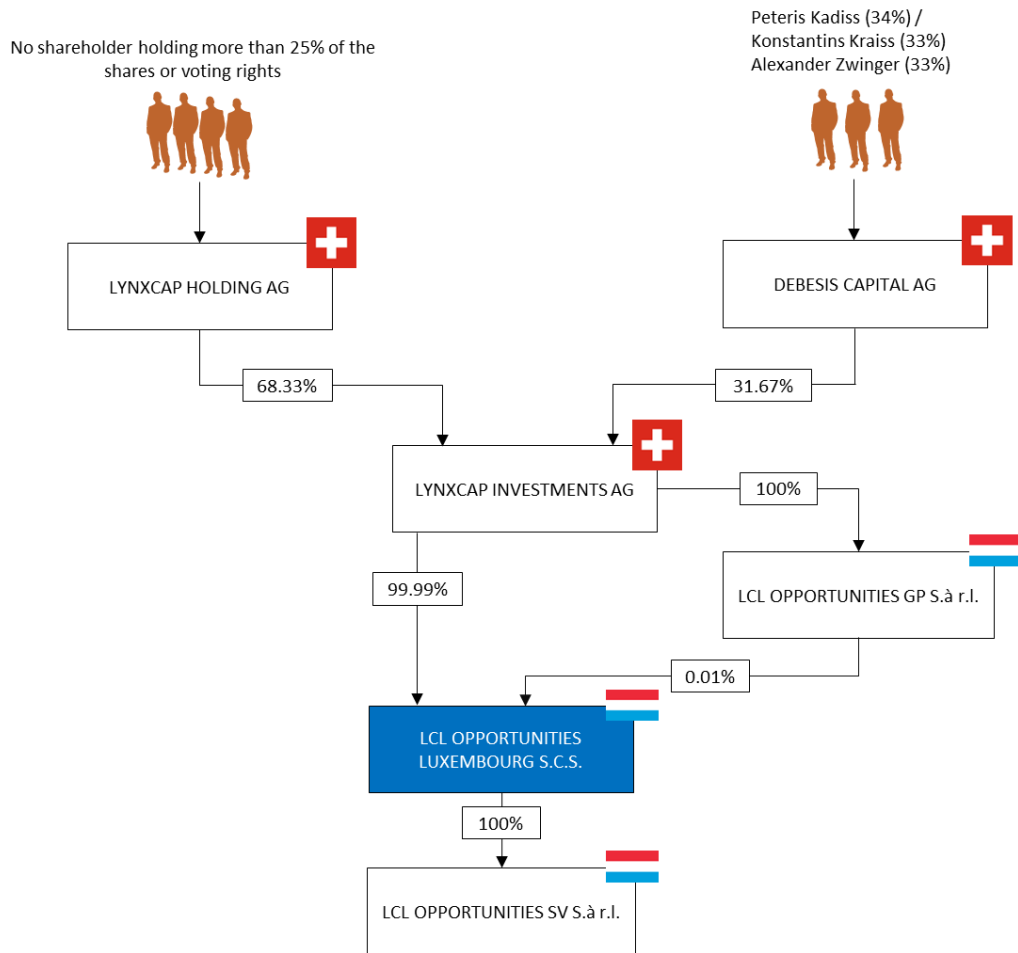 No shareholder holding more than 25% of the
shares or voting rights
Peteris Kadiss (34%) /
Konstantins Kraiss (33%)
Alexander Zwinger (33%)
LYNXCAP HOLDING AG
DEBESIS CAPITAL AG
68.33%
31.67%
LYNXCAP INVESTMENTS AG
100%
99.99%
LCL OPPORTUNITIES GP S.à r.l.
0.01%
LCL OPPORTUNITIES
LUXEMBOURG S.C.S.
100%
LCL OPPORTUNITIES SV S.à r.l.